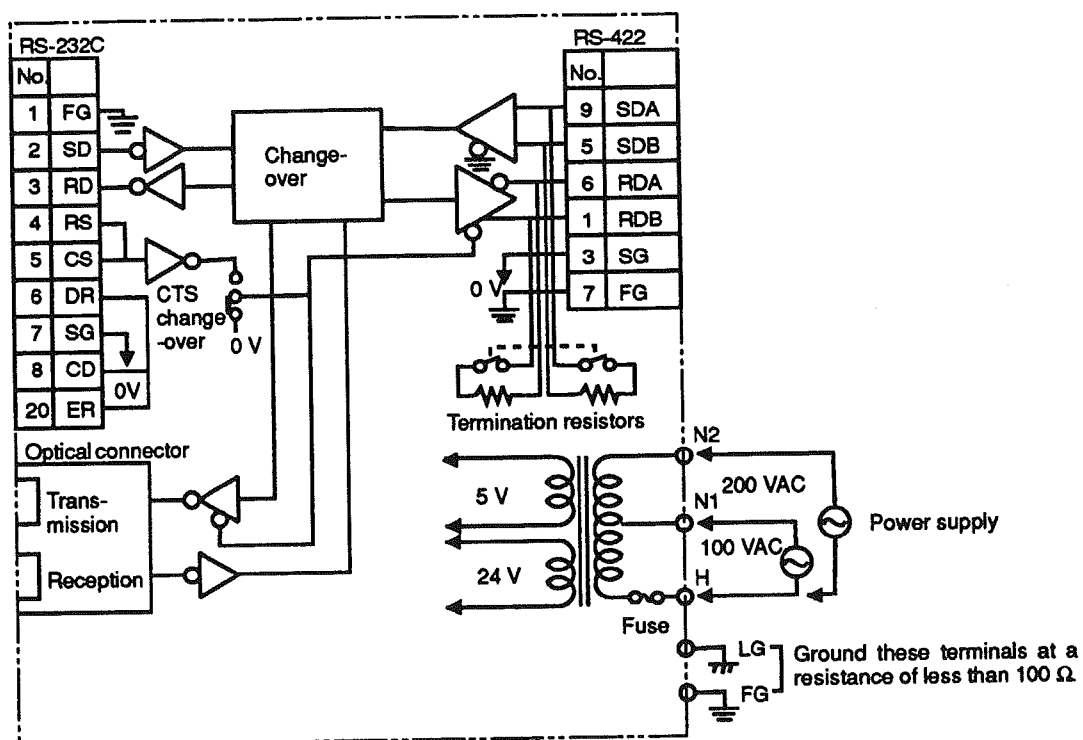 RS-232C
No.
1 FG
2 SD
3 RD
4 RS
5 CS
6 DR
7 SG
8 CD
20 ER
0V
CTS
change
-over
0 V
Change-
over
RS-422
No.
9 SDA
5 SDB
6 RDA
1 RDB
3 SG
7 FG
0 V
Termination resistors
Optical connector
Trans-
mission
Reception
5 V
24 V
N2
200 VAC
N1
100 VAC
H
Power supply
Fuse
LG
FG
Ground these terminals at a
resistance of less than 100 Ω